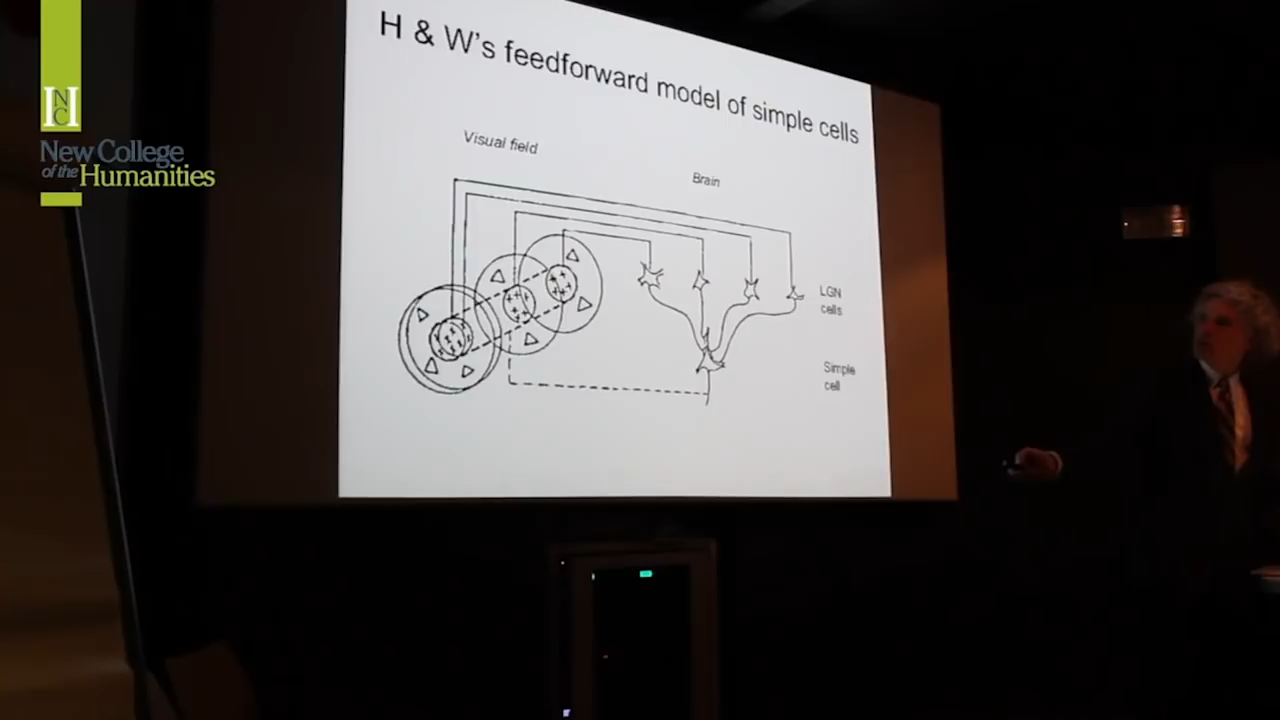 H
N
C
New College
of the Humanities
H & W's feedforward model of simple cells
Visual field
Brain
LGN
cells
Simple
cell